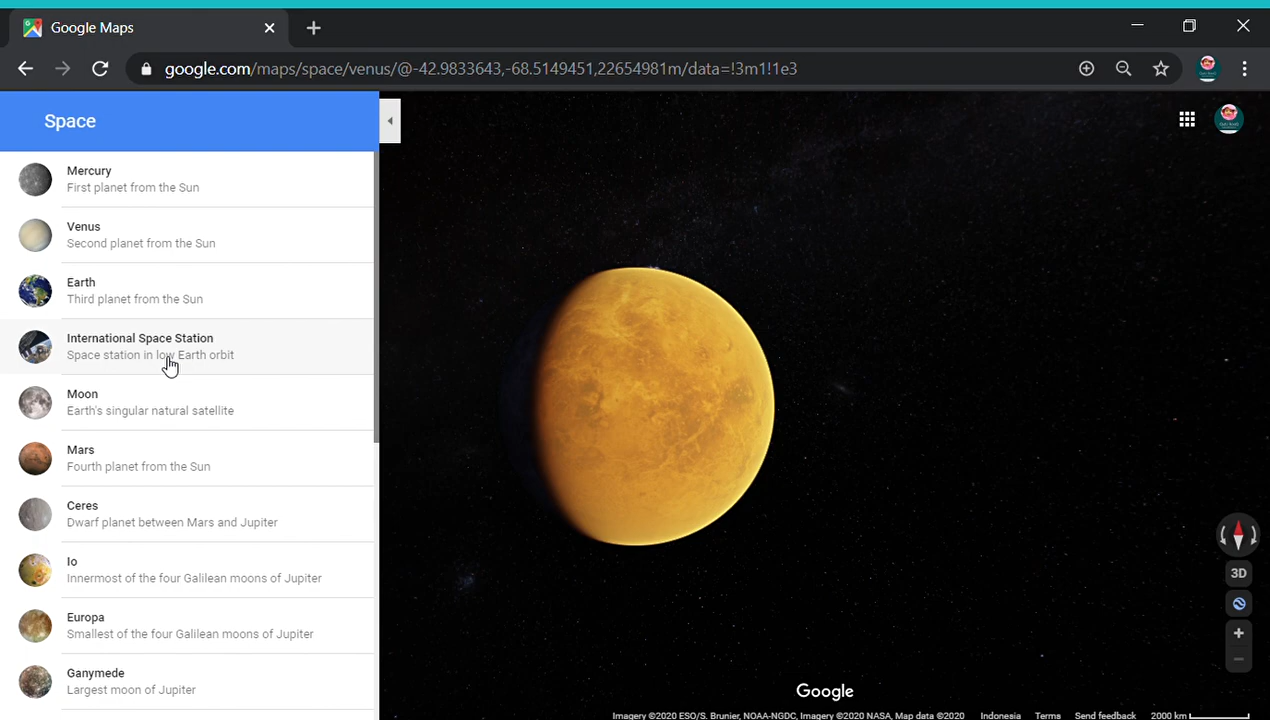 Google Maps
google.com/maps/space/venus/@-42.9833643,-68.5149451,22654981m/data=!3m1!1e3
Space
Mercury
First planet from the Sun
Venus
Second planet from the Sun
Earth
Third planet from the Sun
International Space Station
Space station in low Earth orbit
Moon
Earth's singular natural satellite
Mars
Fourth planet from the Sun
Ceres
Dwarf planet between Mars and Jupiter
Io
Innermost of the four Galilean moons of Jupiter
Europa
Smallest of the four Galilean moons of Jupiter
Ganymede
Largest moon of Jupiter
3D
Google
Imagery ©2020 ESO/S. Brunier, NOAA-NGDC, Imagery ©2020 NASA, Map data ©2020 Indonesia Terms Send feedback 2000 km